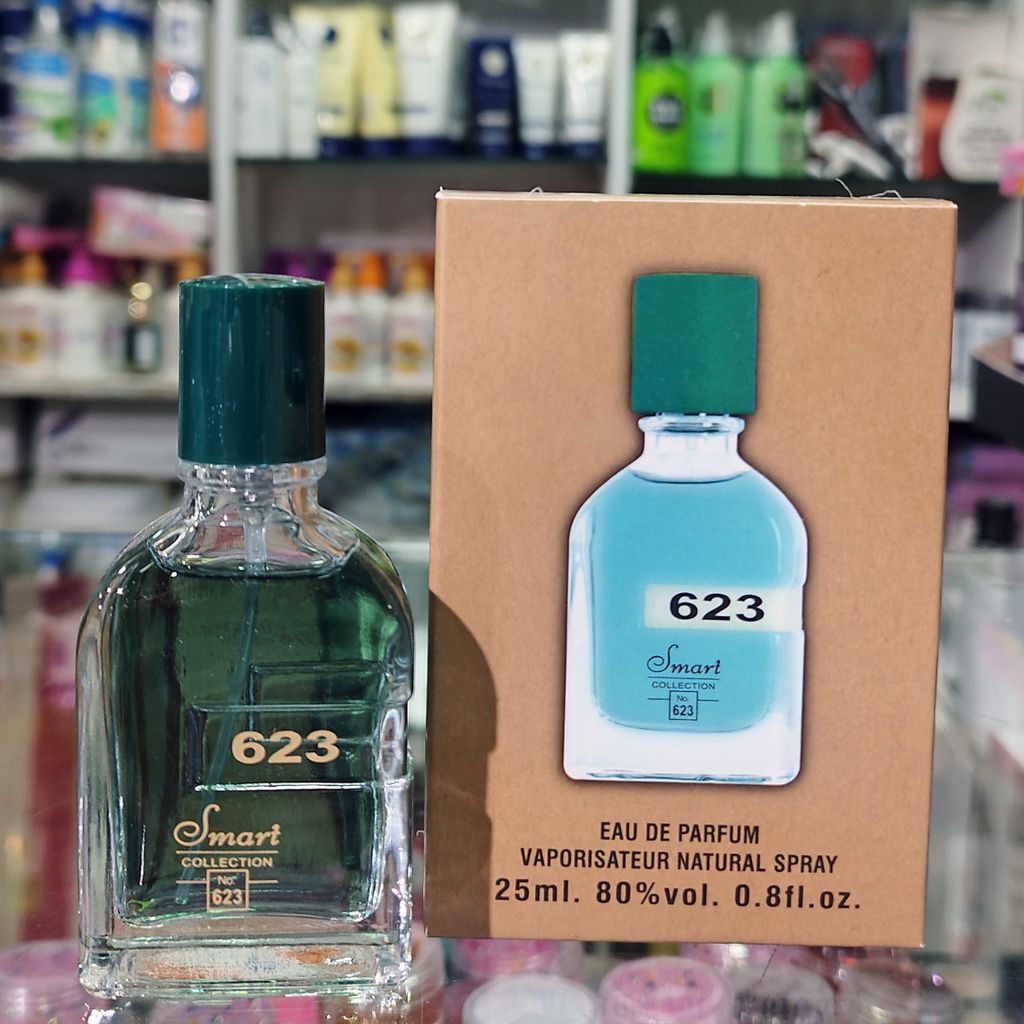 623
Smart
COLLECTION
No.
623
623
Smart
COLLECTION
No.
623
EAU DE PARFUM
VAPORISATEUR NATURAL SPRAY
25ml. 80%vol. 0.8fl.oz.